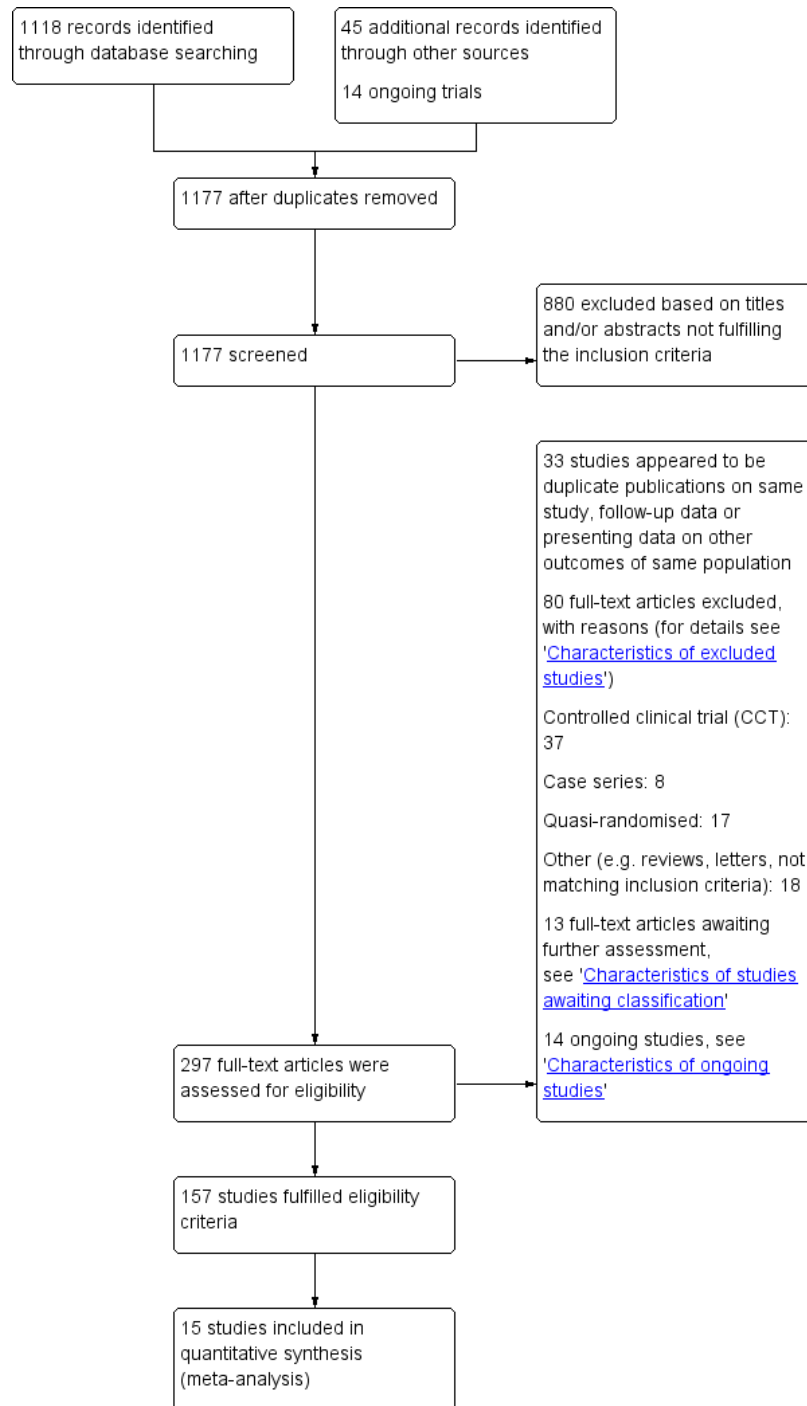 1118 records identified
through database searching
45 additional records identified
through other sources
14 ongoing trials
1177 after duplicates removed
1177 screened
880 excluded based on titles
and/or abstracts not fulfilling
the inclusion criteria
33 studies appeared to be
duplicate publications on same
study, follow-up data or
presenting data on other
outcomes of same population
80 full-text articles excluded,
with reasons (for details see
'Characteristics of excluded
studies')
Controlled clinical trial (CCT):
37
Case series: 8
Quasi-randomised: 17
Other (e.g. reviews, letters, not
matching inclusion criteria): 18
13 full-text articles awaiting
further assessment,
see 'Characteristics of studies
awaiting classification'
14 ongoing studies, see
'Characteristics of ongoing
studies'
297 full-text articles were
assessed for eligibility
157 studies fulfilled eligibility
criteria
15 studies included in
quantitative synthesis
(meta-analysis)